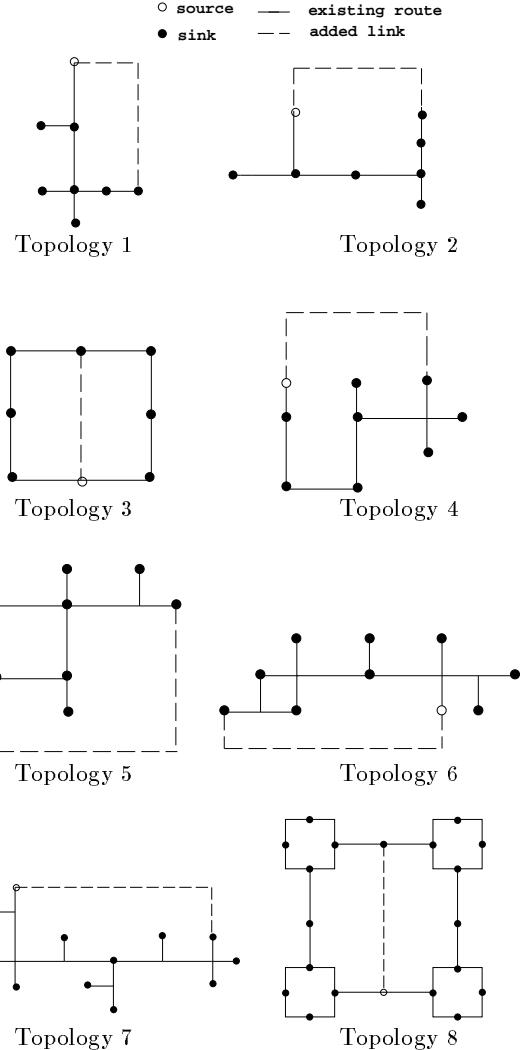 source existing route
sink added link
Topology 1 Topology 2
Topology 3 Topology 4
Topology 5 Topology 6
Topology 7 Topology 8